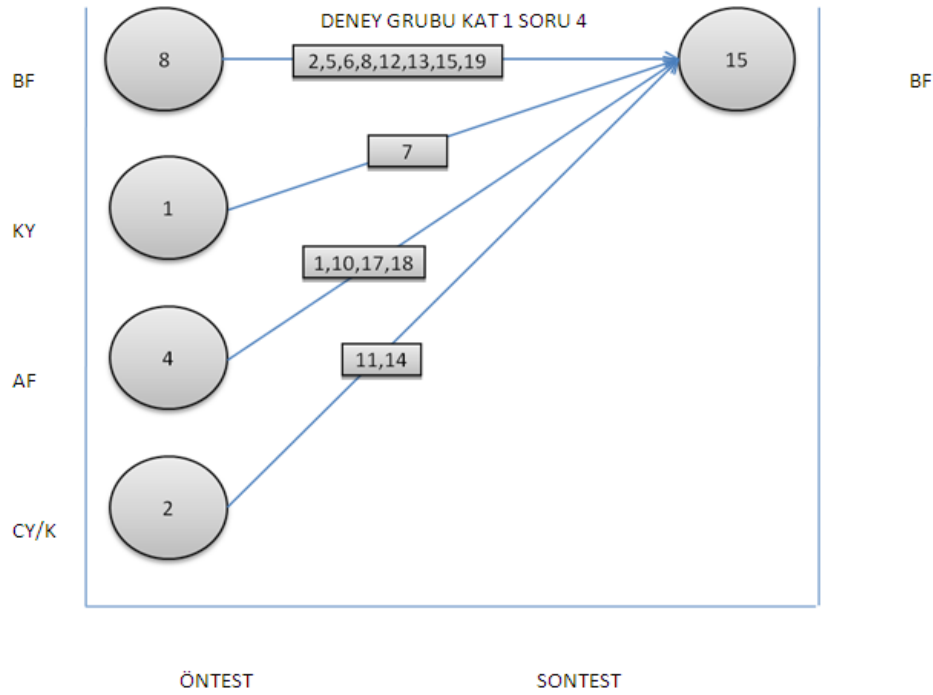 DENEY GRUBU KAT 1 SORU 4
8
2,5,6,8,12,13,15,19
15
BF
BF
7
1
KY
1,10,17,18
4
11,14
AF
2
CY/K
ÖNTEST
SONTEST